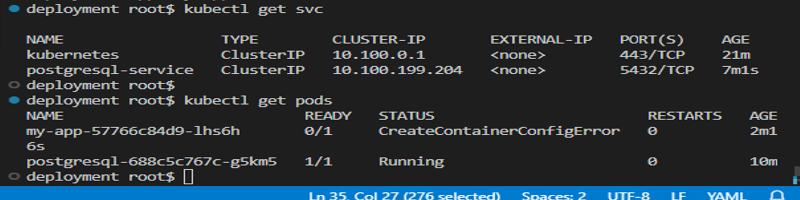 deployment root$ kubectl get svc
NAME TYPE CLUSTER-IP EXTERNAL-IP PORT(S) AGE
kubernetes ClusterIP 10.100.0.1 <none> 443/TCP 21m
postgresql-service ClusterIP 10.100.199.204 <none> 5432/TCP 7m1s
deployment root$
deployment root$ kubectl get pods
NAME READY STATUS RESTARTS AGE
my-app-57766c84d9-lhs6h 0/1 CreateContainerConfigError 0 2m1
6s
postgresql-688c5c767c-g5km5 1/1 Running 0 10m
deployment root$
Ln 35, Col 27 (276 selected) Spaces: 2 UTF-8 LF YAML